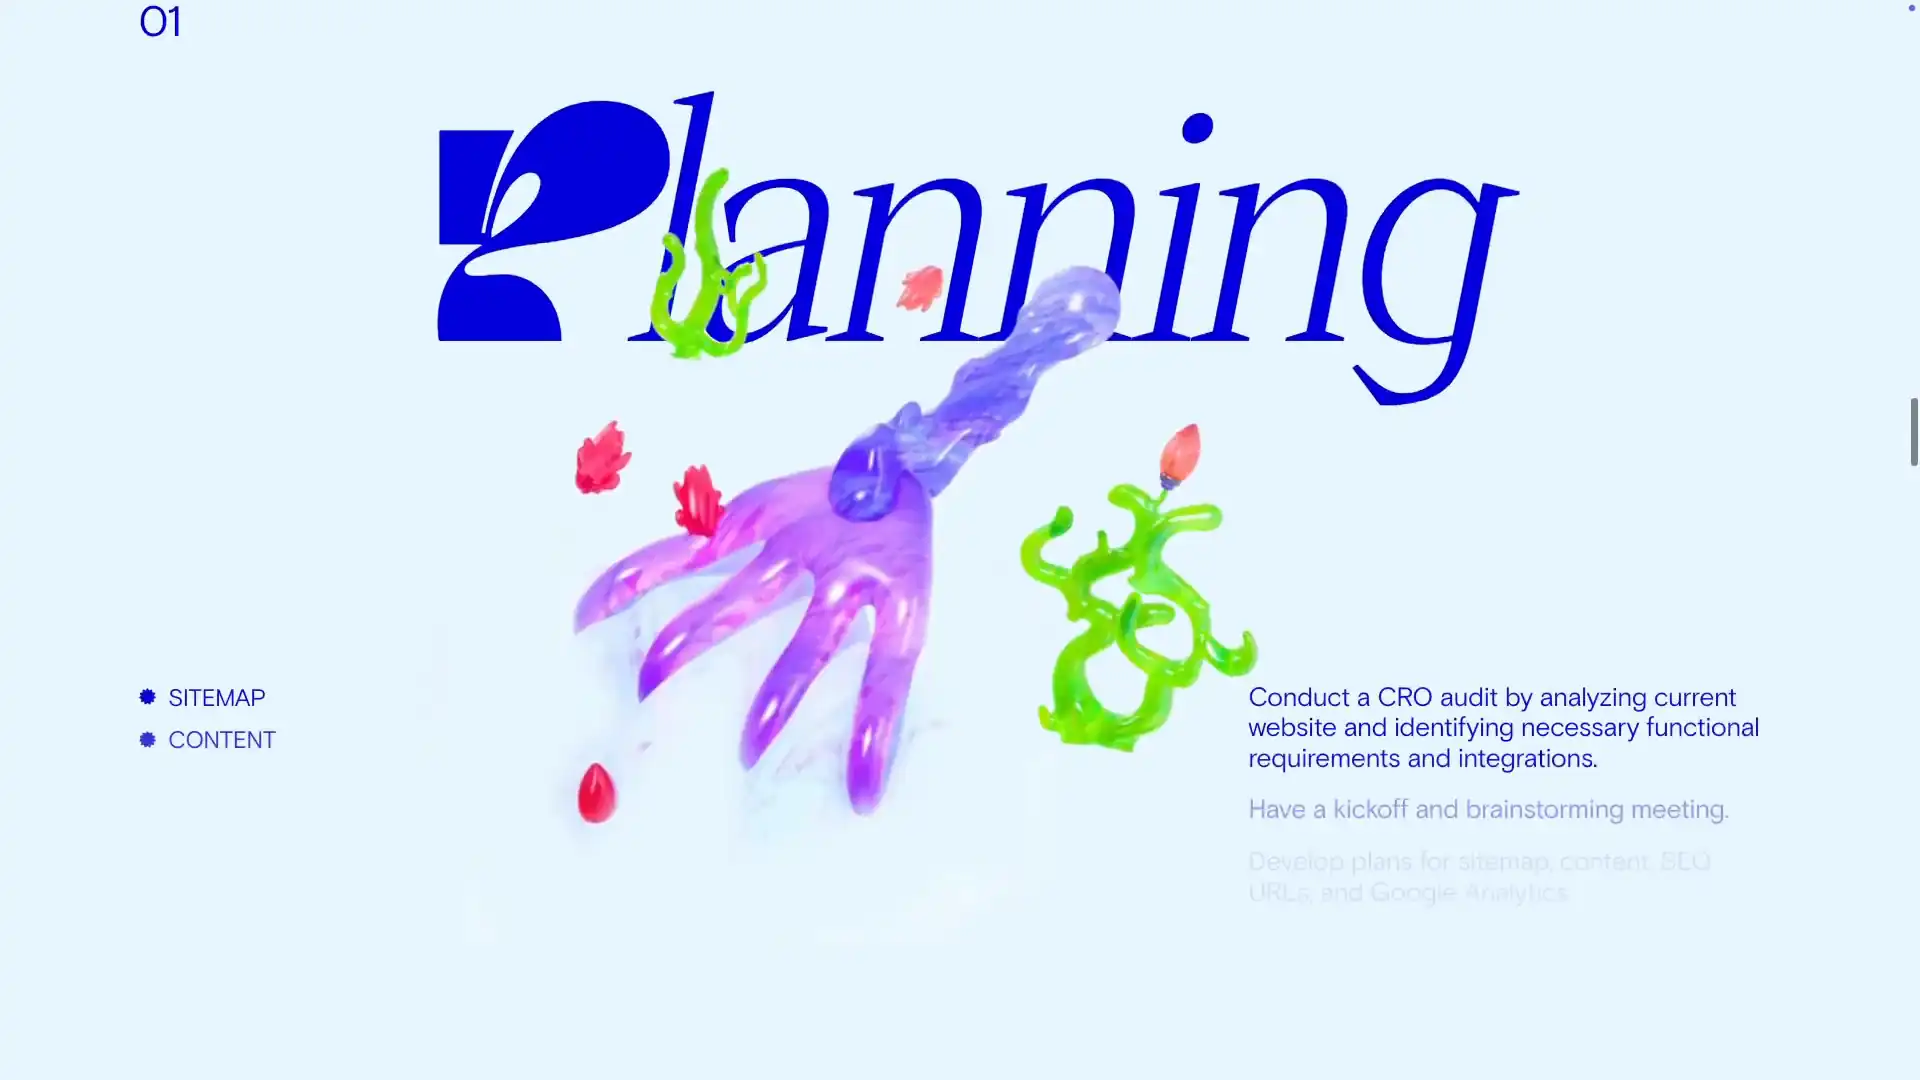 01
Planning
SITEMAP
CONTENT
Conduct a CRO audit by analyzing current
website and identifying necessary functional
requirements and integrations.
Have a kickoff and brainstorming meeting.
Develop plans for sitemap, content, SEO
URLs, and Google Analytics.